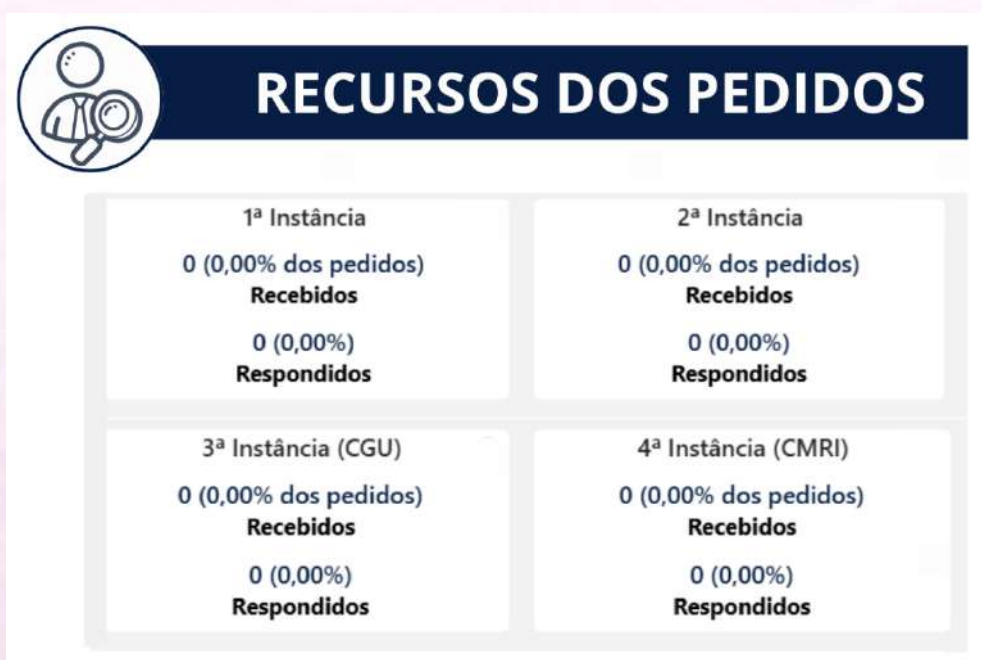 RECURSOS DOS PEDIDOS
1ª Instância
0 (0,00% dos pedidos)
Recebidos
0 (0,00%)
Respondidos
2ª Instância
0 (0,00% dos pedidos)
Recebidos
0 (0,00%)
Respondidos
3ª Instância (CGU)
0 (0,00% dos pedidos)
Recebidos
0 (0,00%)
Respondidos
4ª Instância (CMRI)
0 (0,00% dos pedidos)
Recebidos
0 (0,00%)
Respondidos